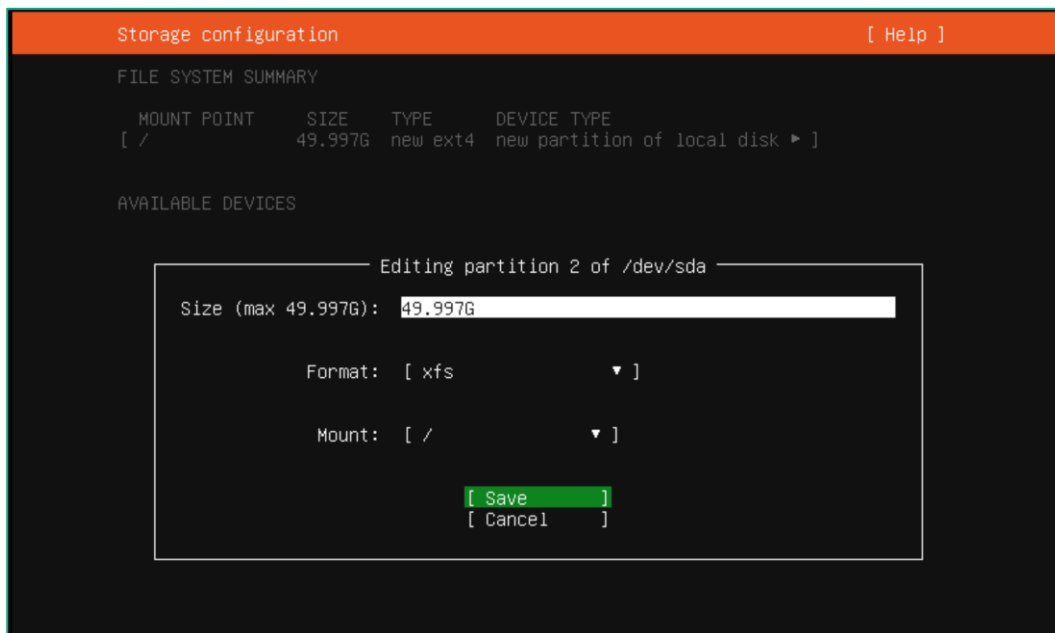 Storage configuration [ Help ]
FILE SYSTEM SUMMARY
MOUNT POINT SIZE TYPE DEVICE TYPE
[ / 49.997G new ext4 new partition of local disk ▸ ]
AVAILABLE DEVICES
Editing partition 2 of /dev/sda
Size (max 49.997G): 49.997G
Format: [ xfs ▾ ]
Mount: [ / ▾ ]
[ Save ]
[ Cancel ]